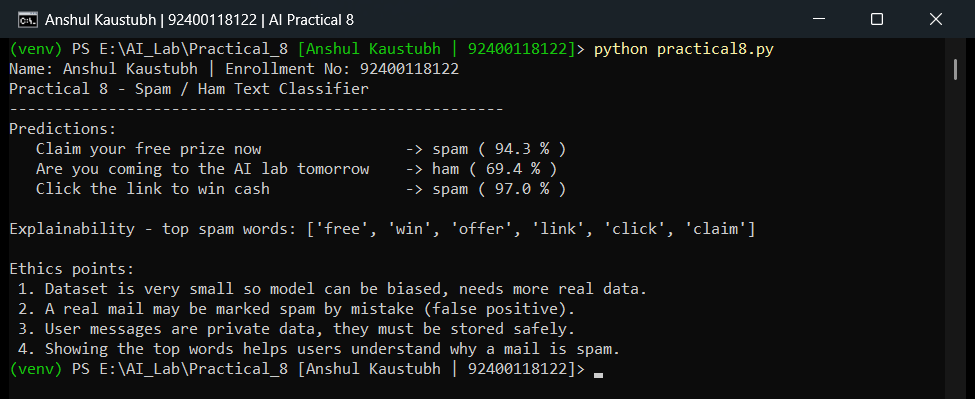 Anshul Kaustubh | 92400118122 | AI Practical 8
(venv) PS E:\AI_Lab\Practical_8 [Anshul Kaustubh | 92400118122]> python practical8.py
Name: Anshul Kaustubh | Enrollment No: 92400118122
Practical 8 - Spam / Ham Text Classifier
-------------------------------------------------------
Predictions:
   Claim your free prize now                -> spam ( 94.3 % )
   Are you coming to the AI lab tomorrow    -> ham ( 69.4 % )
   Click the link to win cash               -> spam ( 97.0 % )
Explainability - top spam words: ['free', 'win', 'offer', 'link', 'click', 'claim']
Ethics points:
 1. Dataset is very small so model can be biased, needs more real data.
 2. A real mail may be marked spam by mistake (false positive).
 3. User messages are private data, they must be stored safely.
 4. Showing the top words helps users understand why a mail is spam.
(venv) PS E:\AI_Lab\Practical_8 [Anshul Kaustubh | 92400118122]>